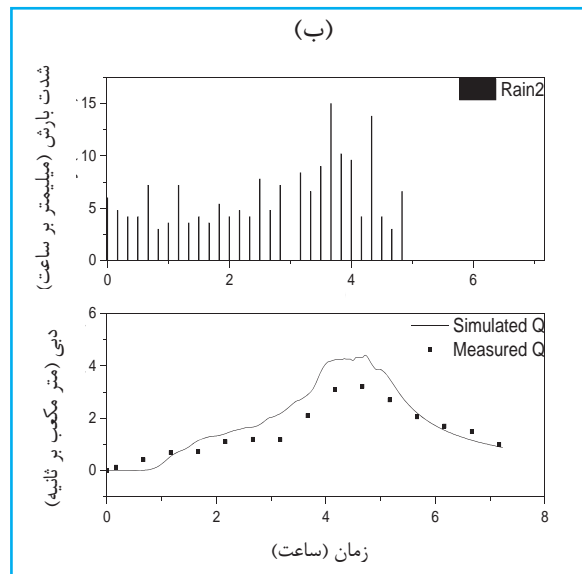 (ب)
شدت بارش (میلیمتر بر ساعت)
Rain2
15
10
5
0
0 2 4 6
دبی (متر مکعب بر ثانیه)
Simulated Q
Measured Q
6
4
2
0
0 2 4 6 8
زمان (ساعت)